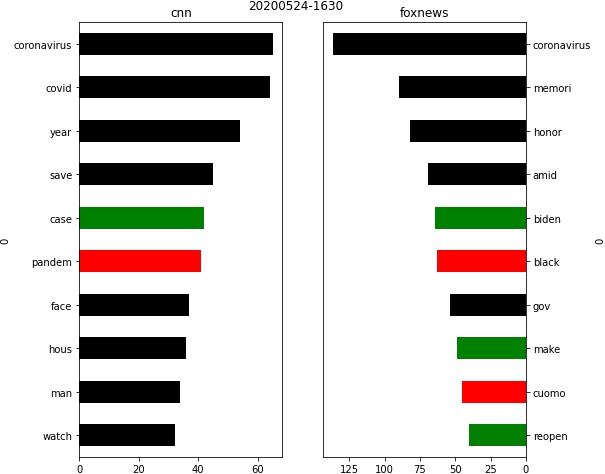 20200524-1630
cnn
foxnews
coronavirus
covid
year
save
case
pandem
face
hous
man
watch
0
0 20 40 60
coronavirus
memori
honor
amid
biden
black
gov
make
cuomo
reopen
0
125 100 75 50 25 0